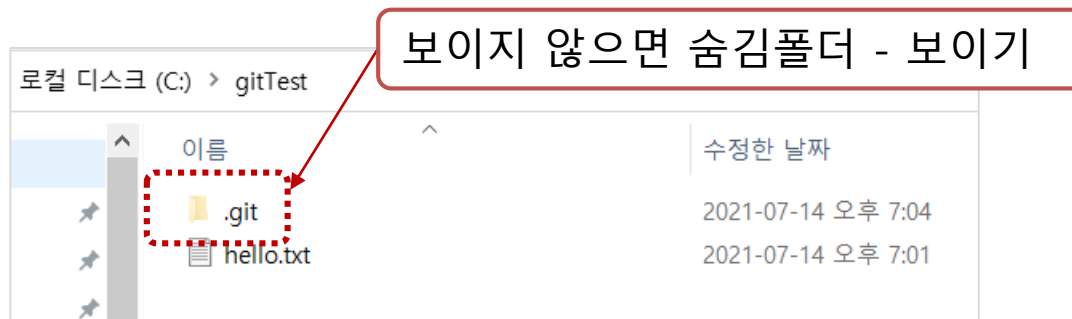 보이지 않으면 숨김폴더 - 보이기
로컬 디스크 (C:) > gitTest
이름 수정한 날짜
.git 2021-07-14 오후 7:04
hello.txt 2021-07-14 오후 7:01